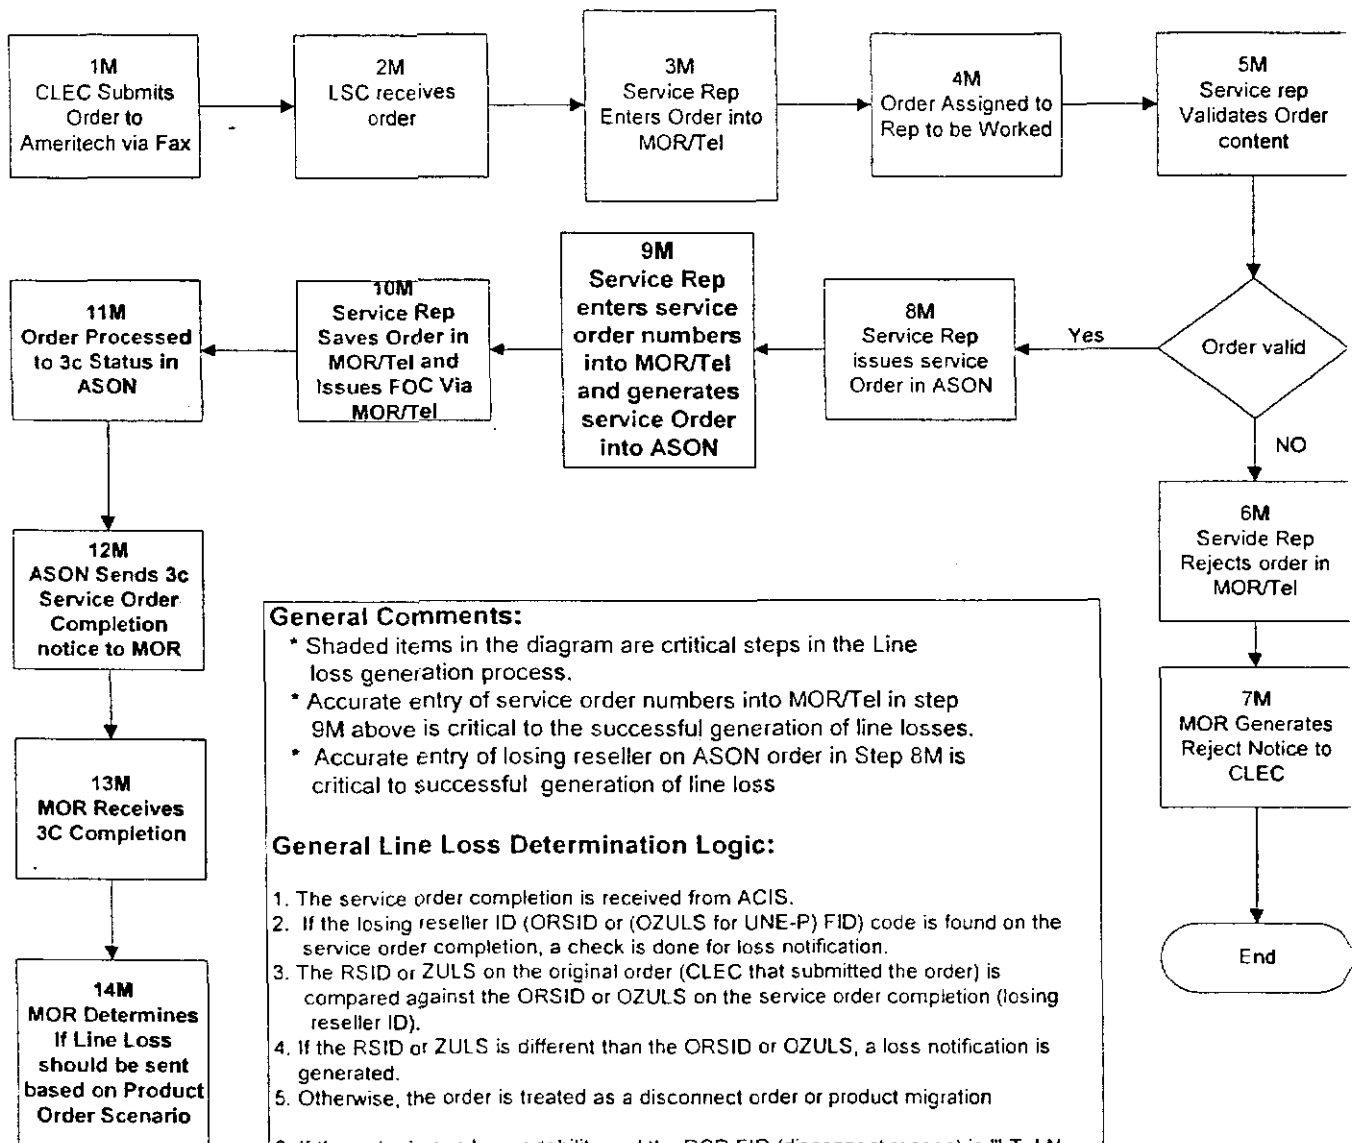 1M
CLEC Submits
Order to
Ameritech via Fax
2M
LSC receives
order
3M
Service Rep
Enters Order into
MOR/Tel
4M
Order Assigned to
Rep to be Worked
5M
Service rep
Validates Order
content
Order valid
Yes
NO
8M
Service Rep
issues service
Order in ASON
9M
Service Rep
enters service
order numbers
into MOR/Tel
and generates
service Order
into ASON
10M
Service Rep
Saves Order in
MOR/Tel and
Issues FOC Via
MOR/Tel
11M
Order Processed
to 3c Status in
ASON
6M
Servide Rep
Rejects order in
MOR/Tel
7M
MOR Generates
Reject Notice to
CLEC
End
12M
ASON Sends 3c
Service Order
Completion
notice to MOR
13M
MOR Receives
3C Completion
14M
MOR Determines
If Line Loss
should be sent
based on Product
Order Scenario
General Comments:
* Shaded items in the diagram are crtitical steps in the Line
loss generation process.
* Accurate entry of service order numbers into MOR/Tel in step
9M above is critical to the successful generation of line losses.
* Accurate entry of losing reseller on ASON order in Step 8M is
critical to successful generation of line loss
General Line Loss Determination Logic:
1. The service order completion is received from ACIS.
2. If the losing reseller ID (ORSID or (OZULS for UNE-P) FID) code is found on the
service order completion, a check is done for loss notification.
3. The RSID or ZULS on the original order (CLEC that submitted the order) is
compared against the ORSID or OZULS on the service order completion (losing
reseller ID).
4. If the RSID or ZULS is different than the ORSID or OZULS, a loss notification is
generated.
5. Otherwise, the order is treated as a disconnect order or product migration